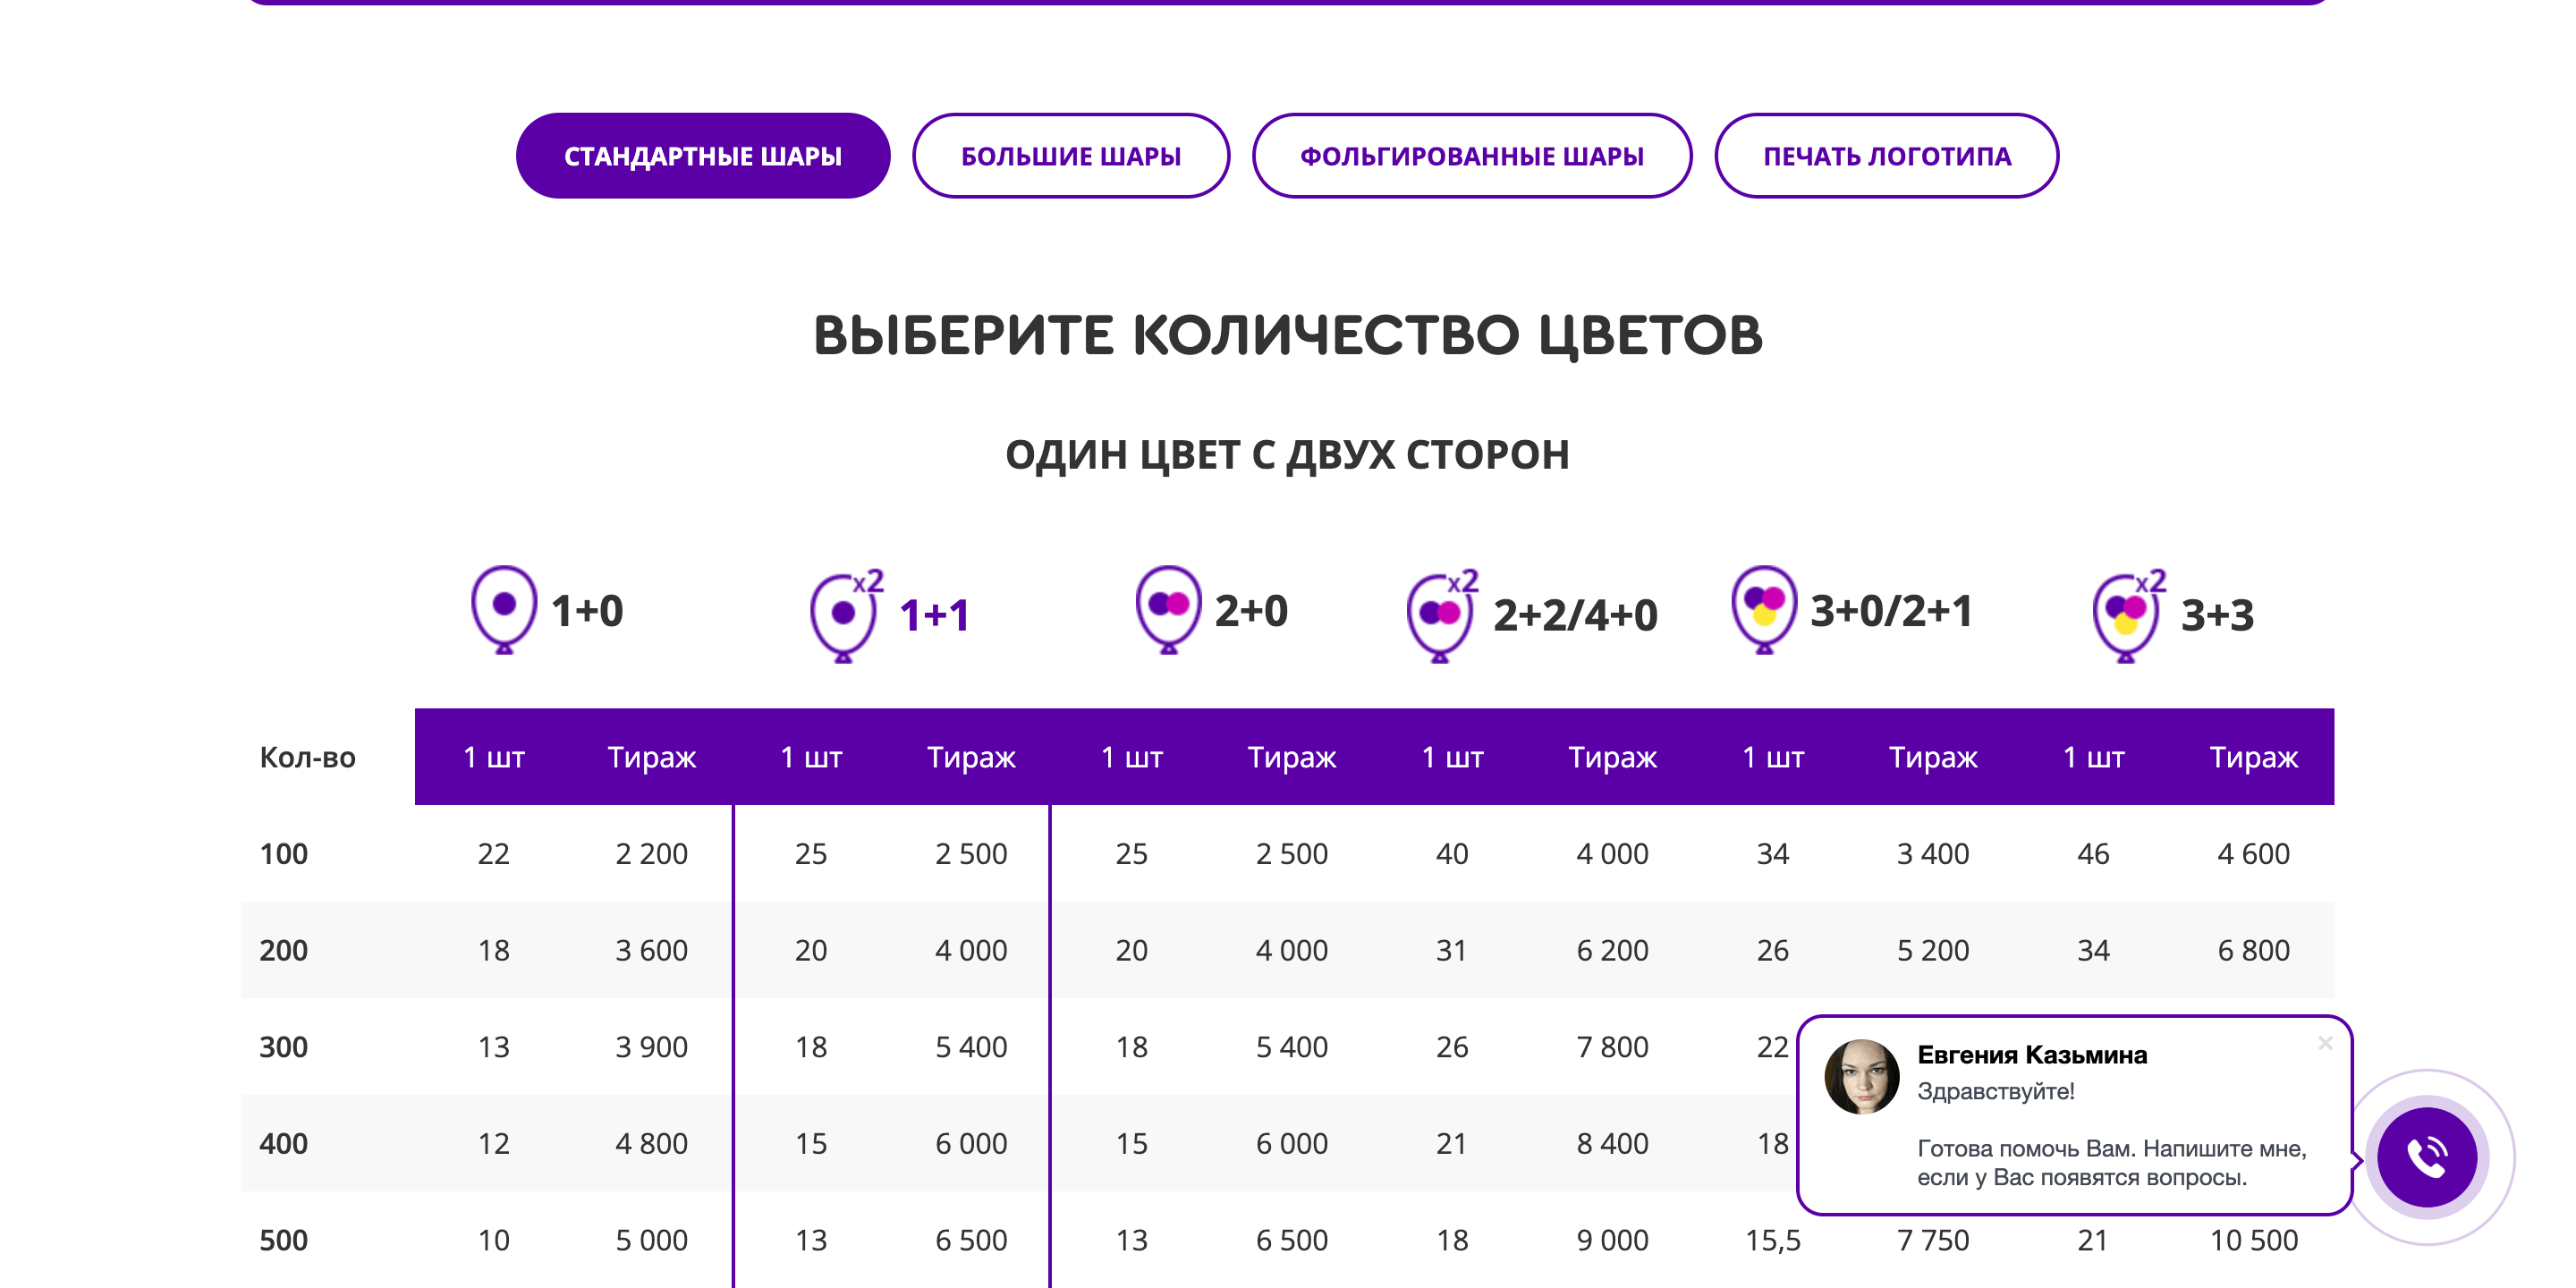 СТАНДАРТНЫЕ ШАРЫ БОЛЬШИЕ ШАРЫ ФОЛЬГИРОВАННЫЕ ШАРЫ ПЕЧАТЬ ЛОГОТИПА
ВЫБЕРИТЕ КОЛИЧЕСТВО ЦВЕТОВ
ОДИН ЦВЕТ С ДВУХ СТОРОН
1+0 x2 1+1 2+0 x2 2+2/4+0 3+0/2+1 x2 3+3
Кол-во 1 шт Тираж 1 шт Тираж 1 шт Тираж 1 шт Тираж 1 шт Тираж 1 шт Тираж
100 22 2 200 25 2 500 25 2 500 40 4 000 34 3 400 46 4 600
200 18 3 600 20 4 000 20 4 000 31 6 200 26 5 200 34 6 800
300 13 3 900 18 5 400 18 5 400 26 7 800 22
400 12 4 800 15 6 000 15 6 000 21 8 400 18
500 10 5 000 13 6 500 13 6 500 18 9 000 15,5 7 750 21 10 500
Евгения Казьмина
Здравствуйте!
Готова помочь Вам. Напишите мне,
если у Вас появятся вопросы.